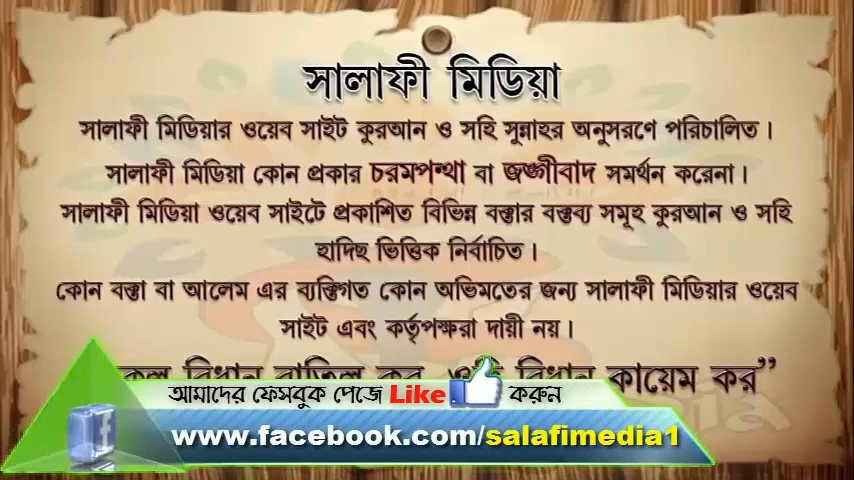 সালাফী মিডিয়া
সালাফী মিডিয়ার ওয়েব সাইট কুরআন ও সহি সুন্নাহর অনুসরণে পরিচালিত।
সালাফী মিডিয়া কোন প্রকার চরমপন্থা বা জঙ্গীবাদ সমর্থন করেনা।
সালাফী মিডিয়া ওয়েব সাইটে প্রকাশিত বিভিন্ন বক্তার বক্তব্য সমূহ কুরআন ও সহি
হাদিছ ভিত্তিক নির্বাচিত।
কোন বক্তা বা আলেম এর ব্যক্তিগত কোন অভিমতের জন্য সালাফী মিডিয়ার ওয়েব
সাইট এবং কর্তৃপক্ষরা দায়ী নয়।
বিধান বাতিল কর, বিধান কায়েম কর”
আমাদের ফেসবুক পেজে Like করুন
www.facebook.com/salafimedia1